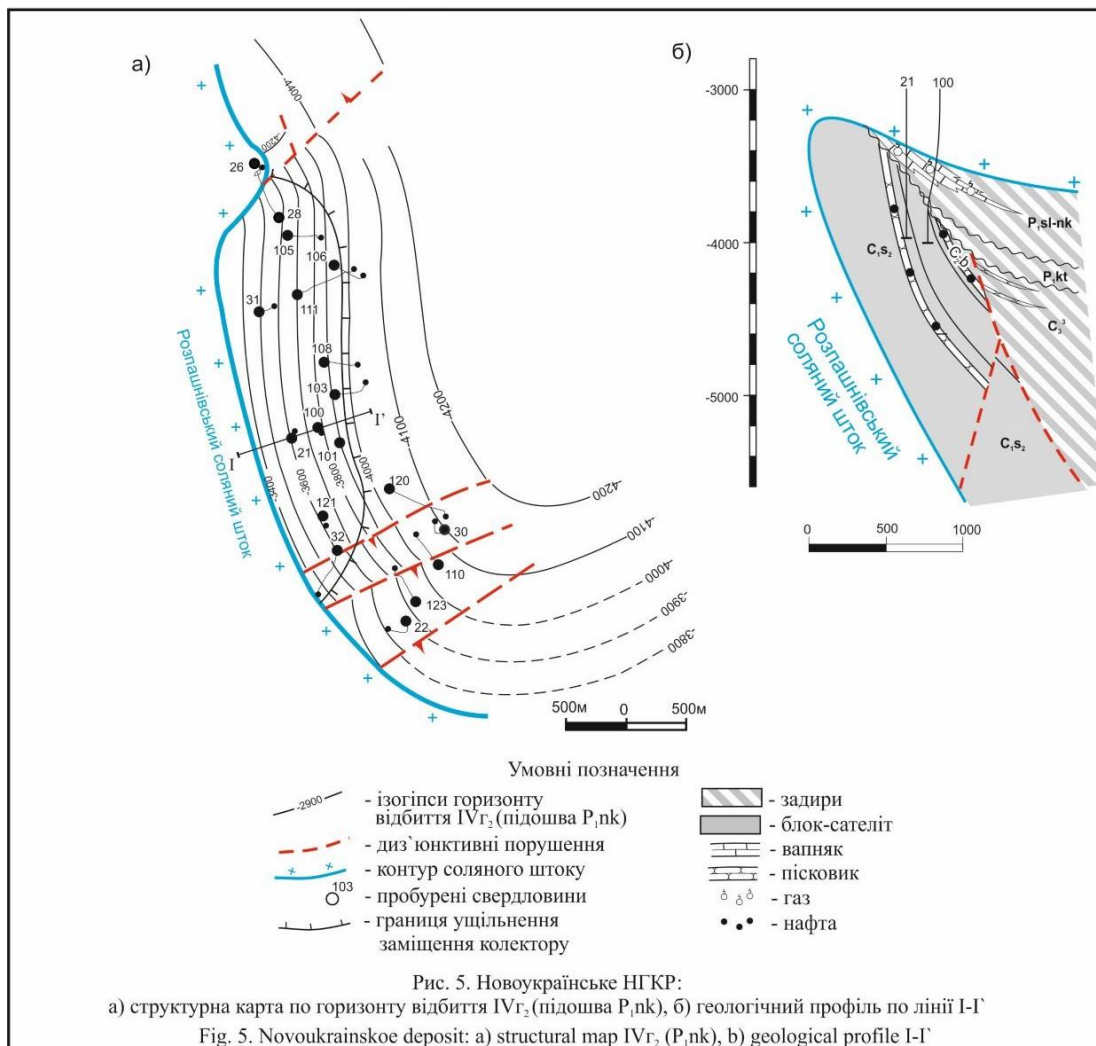 а)
-4400
-4200
26
28
105
106
111
31
108
103
100
I'
21
I
101
-4200
-4100
-4000
-3800
-3600
-3400
120
121
32
30
110
123
22
-4200
-4100
-4000
-3900
-3800
Розпашнівський соляний шток
500м 0 500м
б)
21 100
-3000
-4000
-5000
P₁sl-nk
C₁s₂
C₂b
P₁kt
C₃³
C₁s₂
Розпашнівський
соляний шток
0 500 1000
Умовні позначення
-2900 - ізогіпси горизонту
відбиття IVг₂ (підошва P₁nk)
- диз`юнктивні порушення
- контур соляного штоку
103 - пробурені свердловини
- границя ущільнення
заміщення колектору
- задири
- блок-сателіт
- вапняк
- пісковик
- газ
- нафта
Рис. 5. Новоукраїнське НГКР:
а) структурна карта по горизонту відбиття IVг₂ (підошва P₁nk), б) геологічний профіль по лінії I-I`
Fig. 5. Novoukrainskoe deposit: a) structural map IVг₂ (P₁nk), b) geological profile I-I`